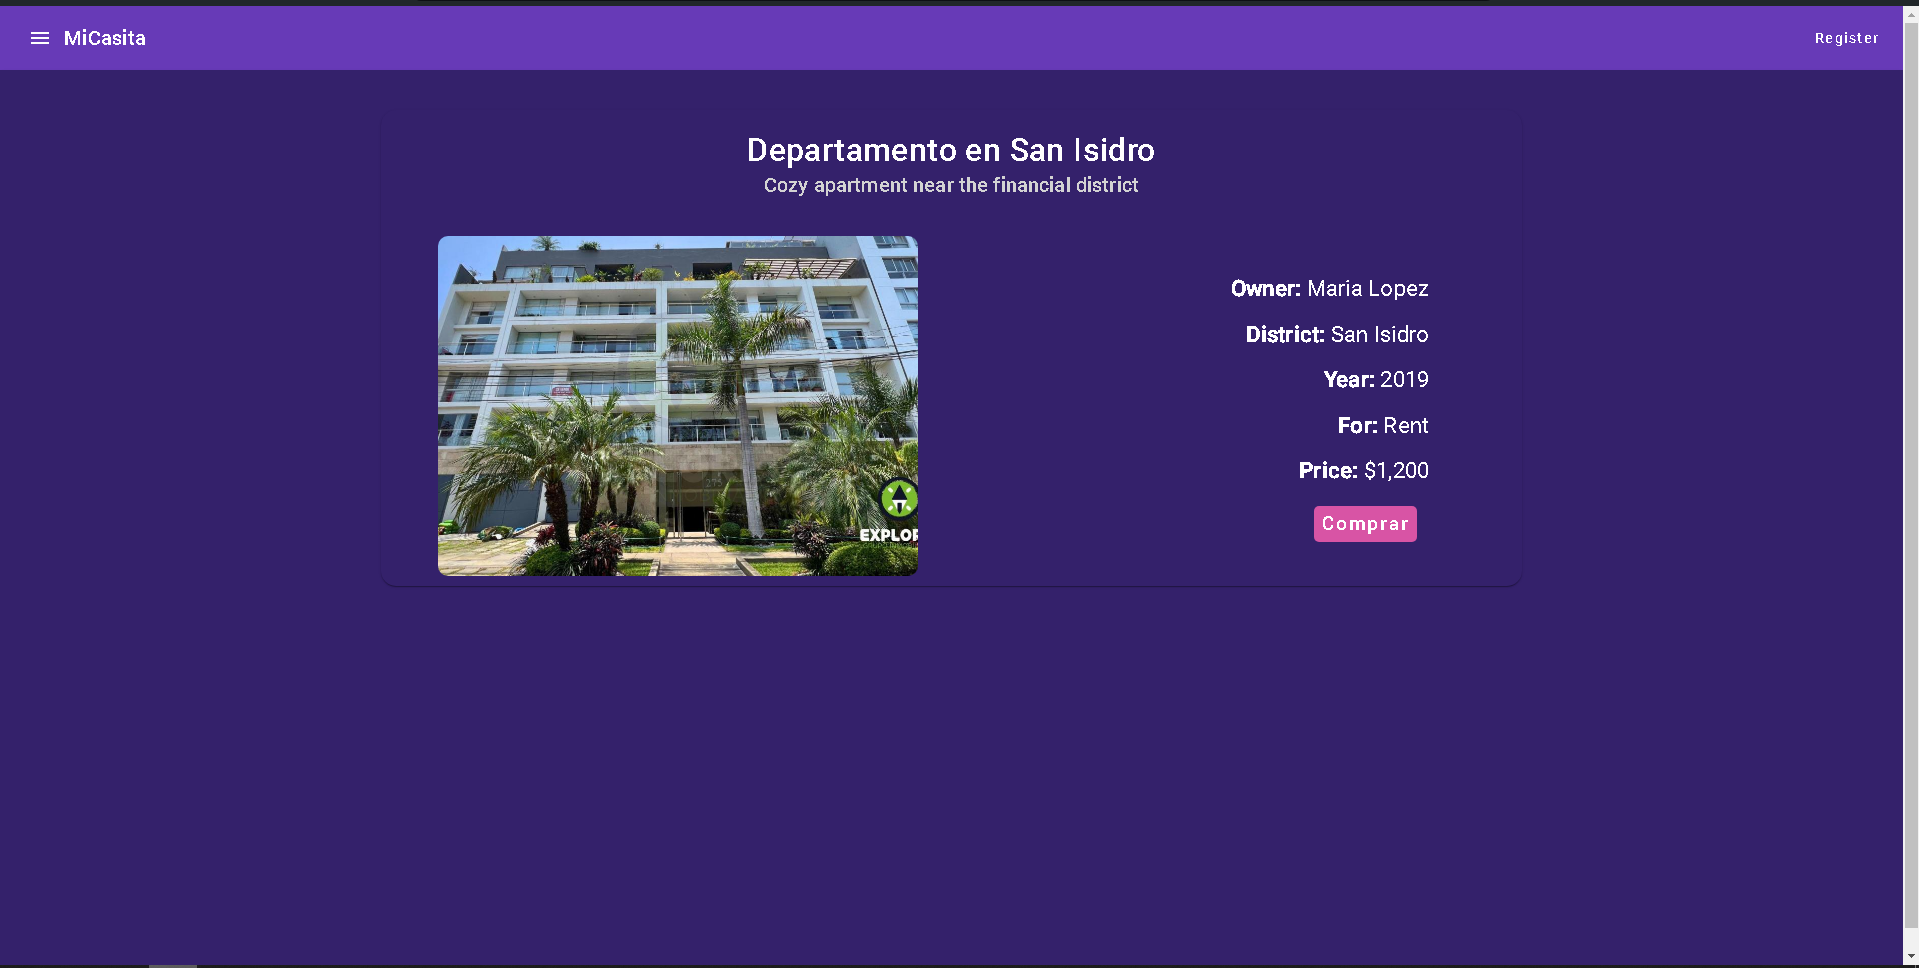 MiCasita
Register
Departamento en San Isidro
Cozy apartment near the financial district
Owner: Maria Lopez
District: San Isidro
Year: 2019
For: Rent
Price: $1,200
EXPLOR
Comprar